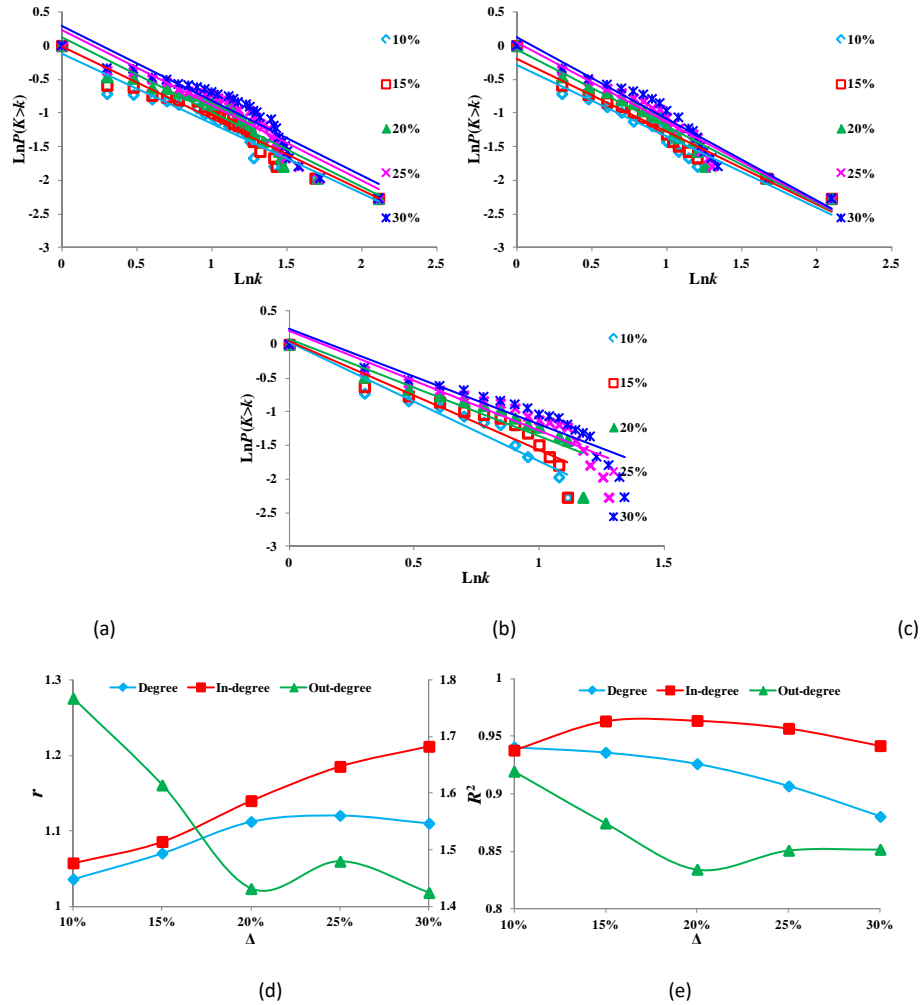 0.5
0
-0.5
-1
-1.5
-2
-2.5
-3
LnP(K>k)
0 0.5 1 1.5 2 2.5
Lnk
10%
15%
20%
25%
30%
0.5
0
-0.5
-1
-1.5
-2
-2.5
-3
LnP(K>k)
0 0.5 1 1.5 2 2.5
Lnk
10%
15%
20%
25%
30%
0.5
0
-0.5
-1
-1.5
-2
-2.5
-3
LnP(K>k)
0 0.5 1 1.5
Lnk
10%
15%
20%
25%
30%
(a) (b) (c)
Degree In-degree Out-degree
1.3
1.2
1.1
1
r
1.8
1.7
1.6
1.5
1.4
10% 15% 20% 25% 30%
Δ
Degree In-degree Out-degree
1
0.95
0.9
0.85
0.8
R²
10% 15% 20% 25% 30%
Δ
(d) (e)